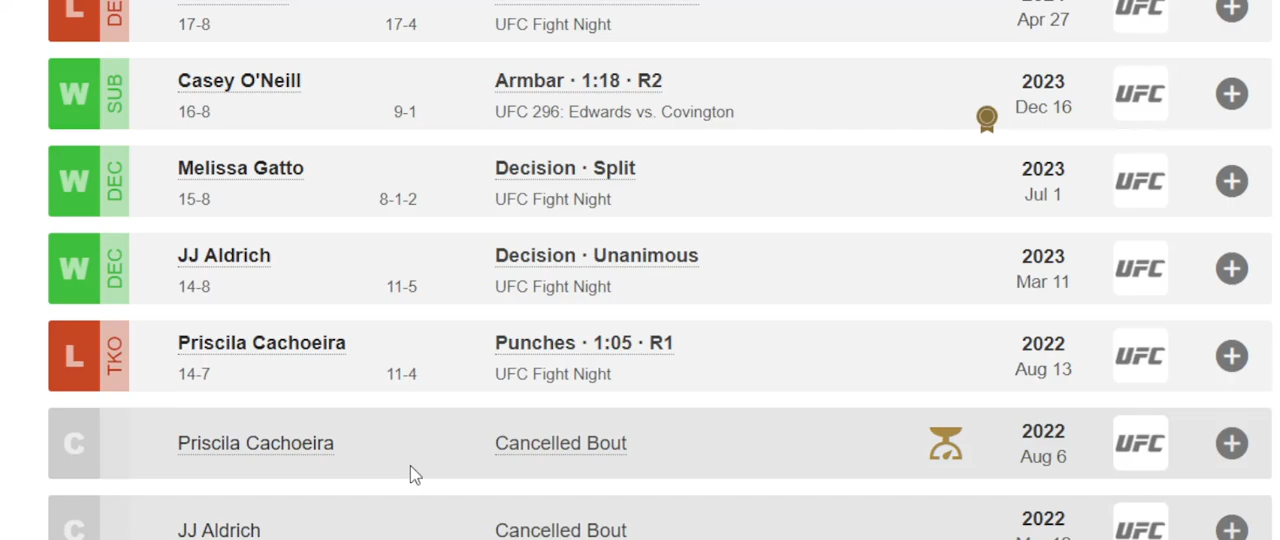 L
17-8 17-4 UFC Fight Night
Apr 27
UFC
W SUB Casey O'Neill Armbar · 1:18 · R2 2023
16-8 9-1 UFC 296: Edwards vs. Covington Dec 16
UFC
W DEC Melissa Gatto Decision · Split 2023
15-8 8-1-2 UFC Fight Night Jul 1
UFC
W DEC JJ Aldrich Decision · Unanimous 2023
14-8 11-5 UFC Fight Night Mar 11
UFC
L TKO Priscila Cachoeira Punches · 1:05 · R1 2022
14-7 11-4 UFC Fight Night Aug 13
UFC
C Priscila Cachoeira Cancelled Bout 2022
Aug 6
UFC
C JJ Aldrich Cancelled Bout 2022
UFC